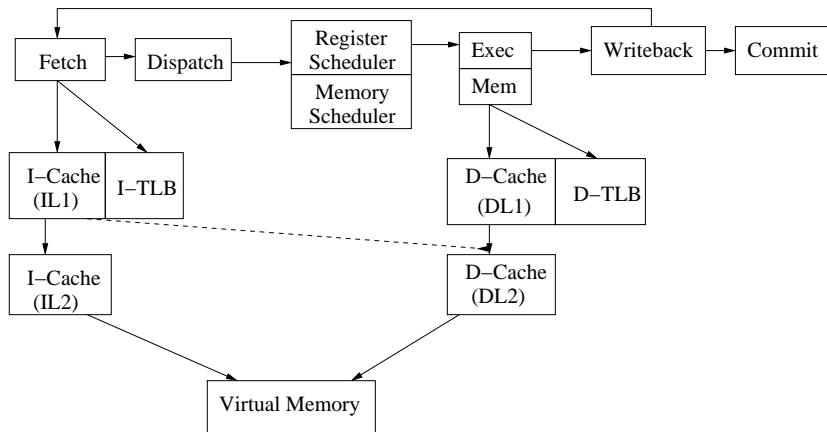 Fetch
Dispatch
Register
Scheduler
Memory
Scheduler
Exec
Mem
Writeback
Commit
I−Cache
(IL1)
I−TLB
D−Cache
(DL1)
D−TLB
I−Cache
(IL2)
D−Cache
(DL2)
Virtual Memory